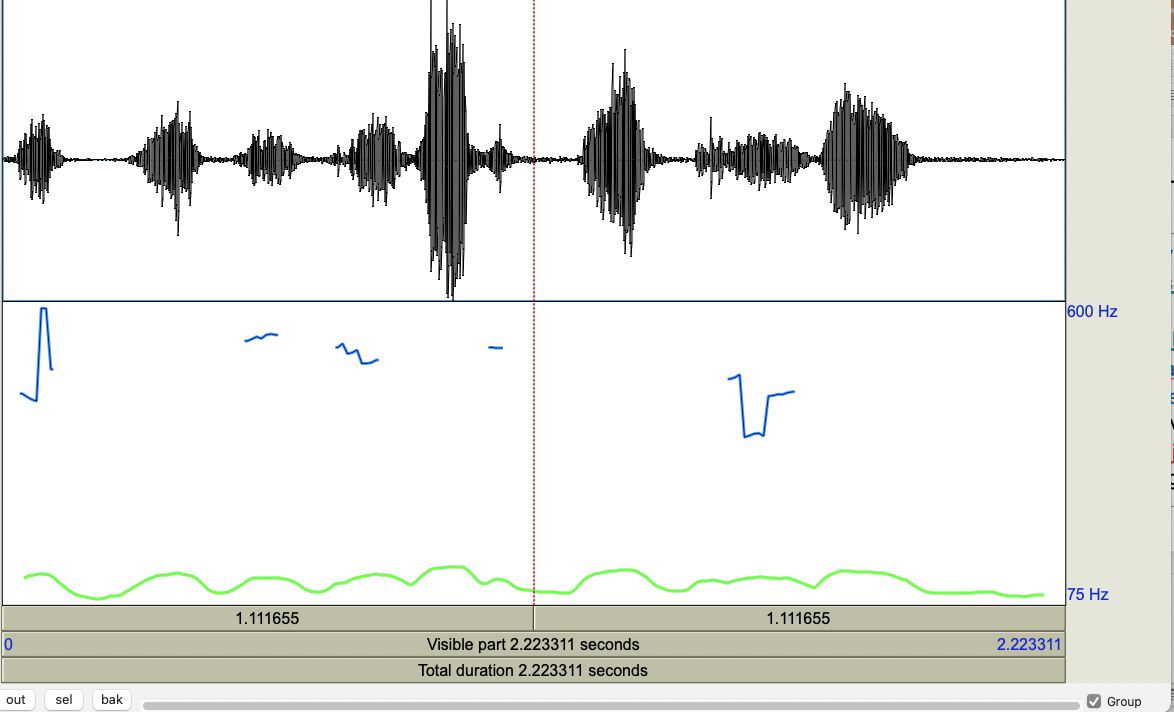 600 Hz
75 Hz
1.111655 1.111655
0 Visible part 2.223311 seconds 2.223311
Total duration 2.223311 seconds
out sel bak Group